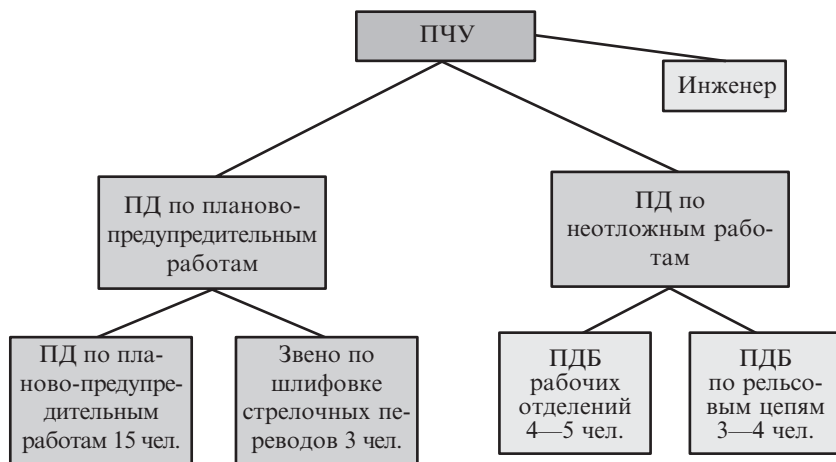 ПЧУ
Инженер
ПД по планово-
предупредительным
работам
ПД по
неотложным рабо-
там
ПД по пла-
ново-предупре-
дительным
работам 15 чел.
Звено по
шлифовке
стрелочных пе-
реводов 3 чел.
ПДБ
рабочих
отделений
4—5 чел.
ПДБ
по рельсо-
вым цепям
3—4 чел.